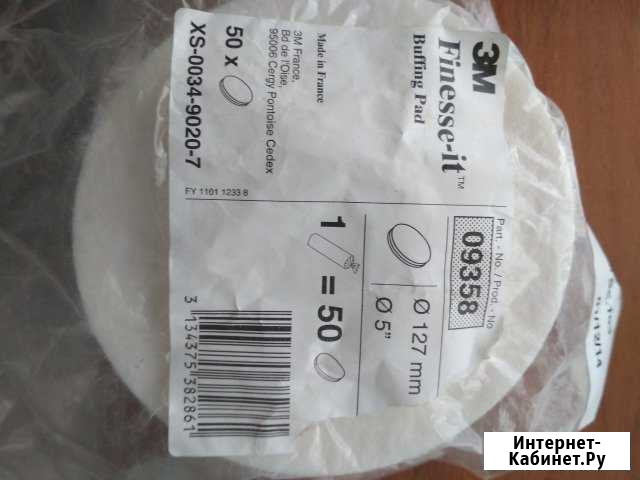 3M
Finesse-it™
Buffing Pad
Made in France
3M France,
Bd de l'Oise,
95006 Cergy Pontoise Cedex
50 x
XS-0034-9020-7
FY 1101 1233 8
Part. - No. / Prod. - No
09358
Ø 127 mm
Ø 5"
1 = 50
3 134375 382861
Интернет-
Кабинет.Ру